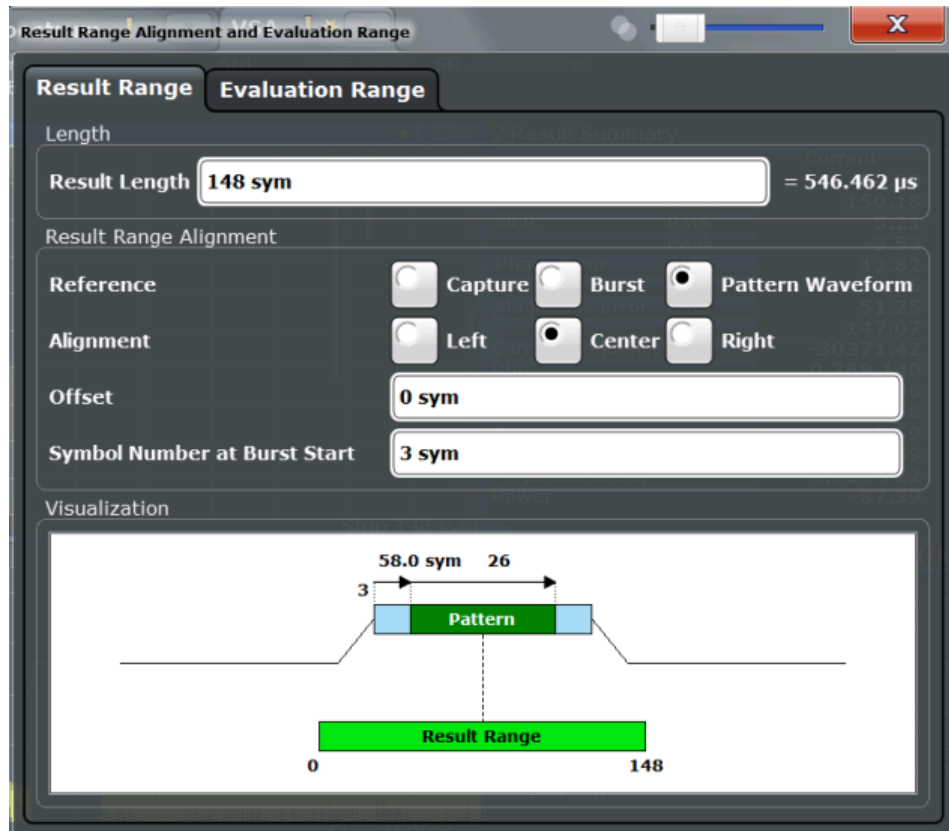 Result Range Alignment and Evaluation Range
X
Result Range Evaluation Range
Length
Result Length 148 sym = 546.462 µs
Result Range Alignment
Reference Capture Burst Pattern Waveform
Alignment Left Center Right
Offset 0 sym
Symbol Number at Burst Start 3 sym
Visualization
58.0 sym 26
3
Pattern
Result Range
0 148